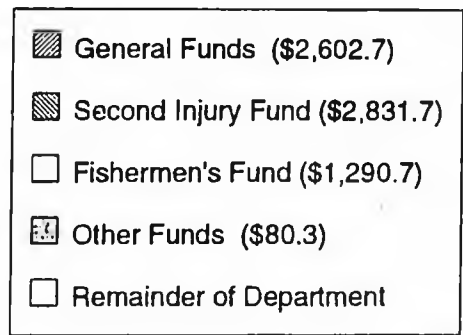 General Funds ($2,602.7)
Second Injury Fund ($2,831.7)
Fishermen's Fund ($1,290.7)
Other Funds ($80.3)
Remainder of Department